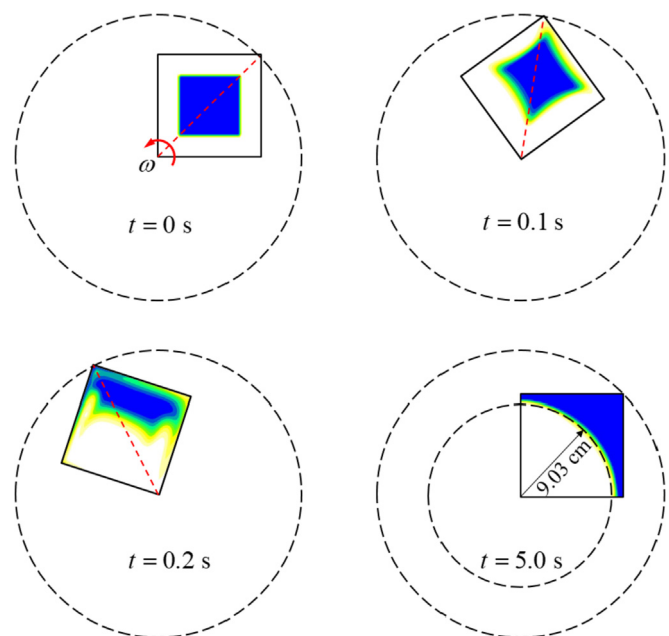 ω
t = 0 s
t = 0.1 s
t = 0.2 s
9.03 cm
t = 5.0 s